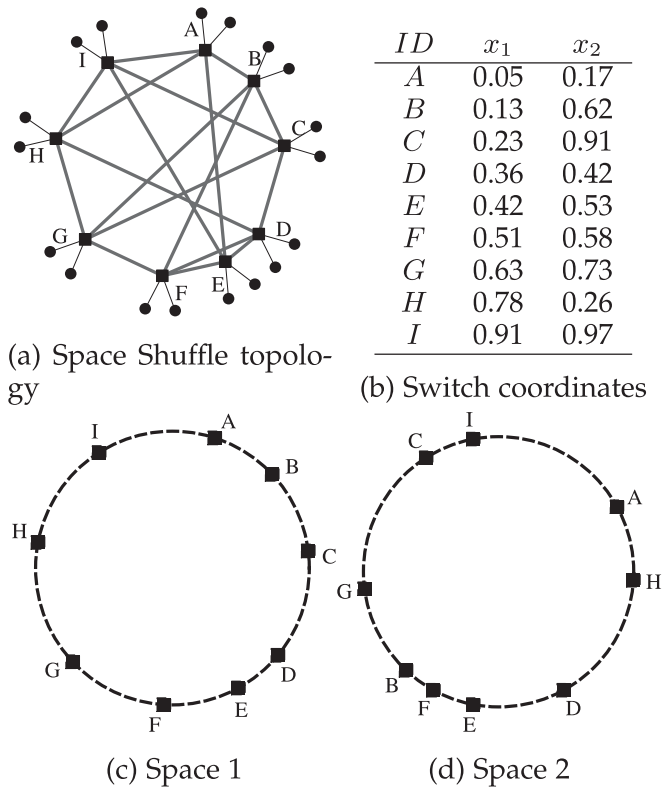 A
I
B
C
H
G
D
E
F
(a) Space Shuffle topolo-
gy
ID x₁ x₂
A 0.05 0.17
B 0.13 0.62
C 0.23 0.91
D 0.36 0.42
E 0.42 0.53
F 0.51 0.58
G 0.63 0.73
H 0.78 0.26
I 0.91 0.97
(b) Switch coordinates
I
A
B
H
C
G
D
E
F
(c) Space 1
I
C
A
G
H
B
F
E
D
(d) Space 2